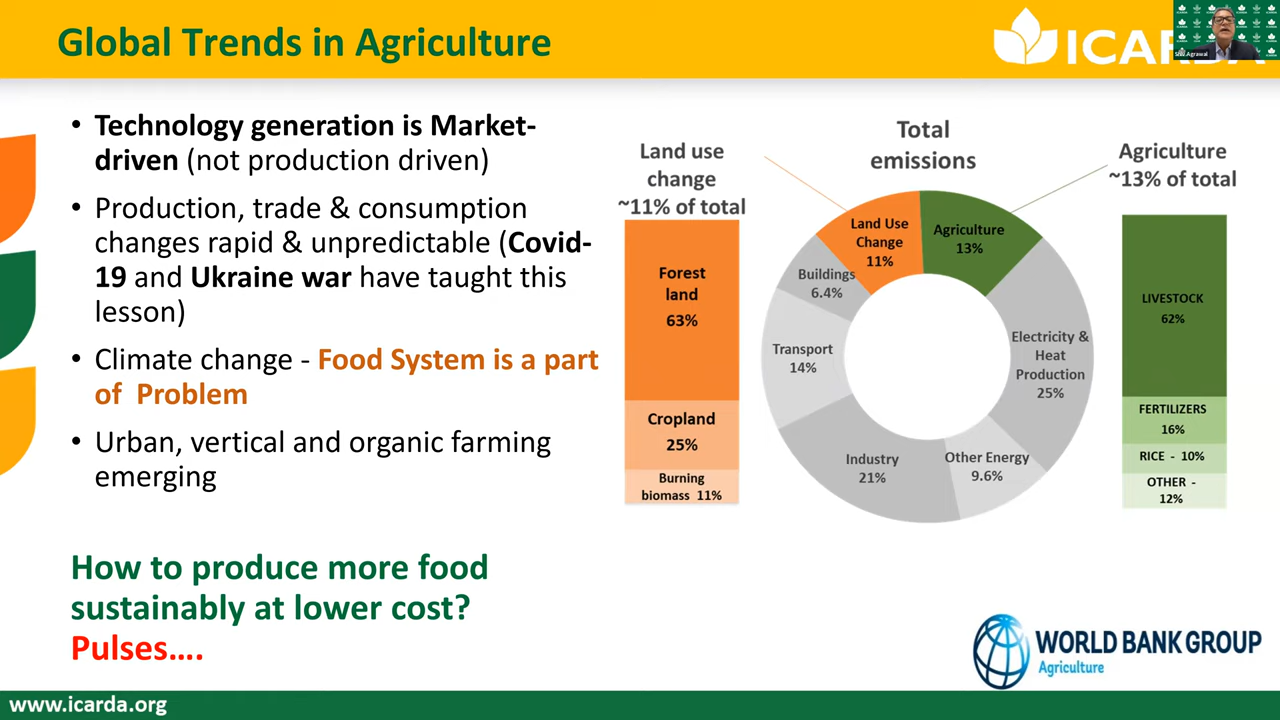 Global Trends in Agriculture
ICARDA
• Technology generation is Market-
driven (not production driven)
• Production, trade & consumption
changes rapid & unpredictable (Covid-
19 and Ukraine war have taught this
lesson)
• Climate change - Food System is a part
of Problem
• Urban, vertical and organic farming
emerging
How to produce more food
sustainably at lower cost?
Pulses....
Land use
change
~11% of total
Forest
land
63%
Cropland
25%
Burning
biomass 11%
Total
emissions
Land Use
Change
11%
Agriculture
13%
Buildings
6.4%
Transport
14%
Electricity &
Heat
Production
25%
Industry
21%
Other Energy
9.6%
Agriculture
~13% of total
LIVESTOCK
62%
FERTILIZERS
16%
RICE - 10%
OTHER -
12%
WORLD BANK GROUP
Agriculture
www.icarda.org